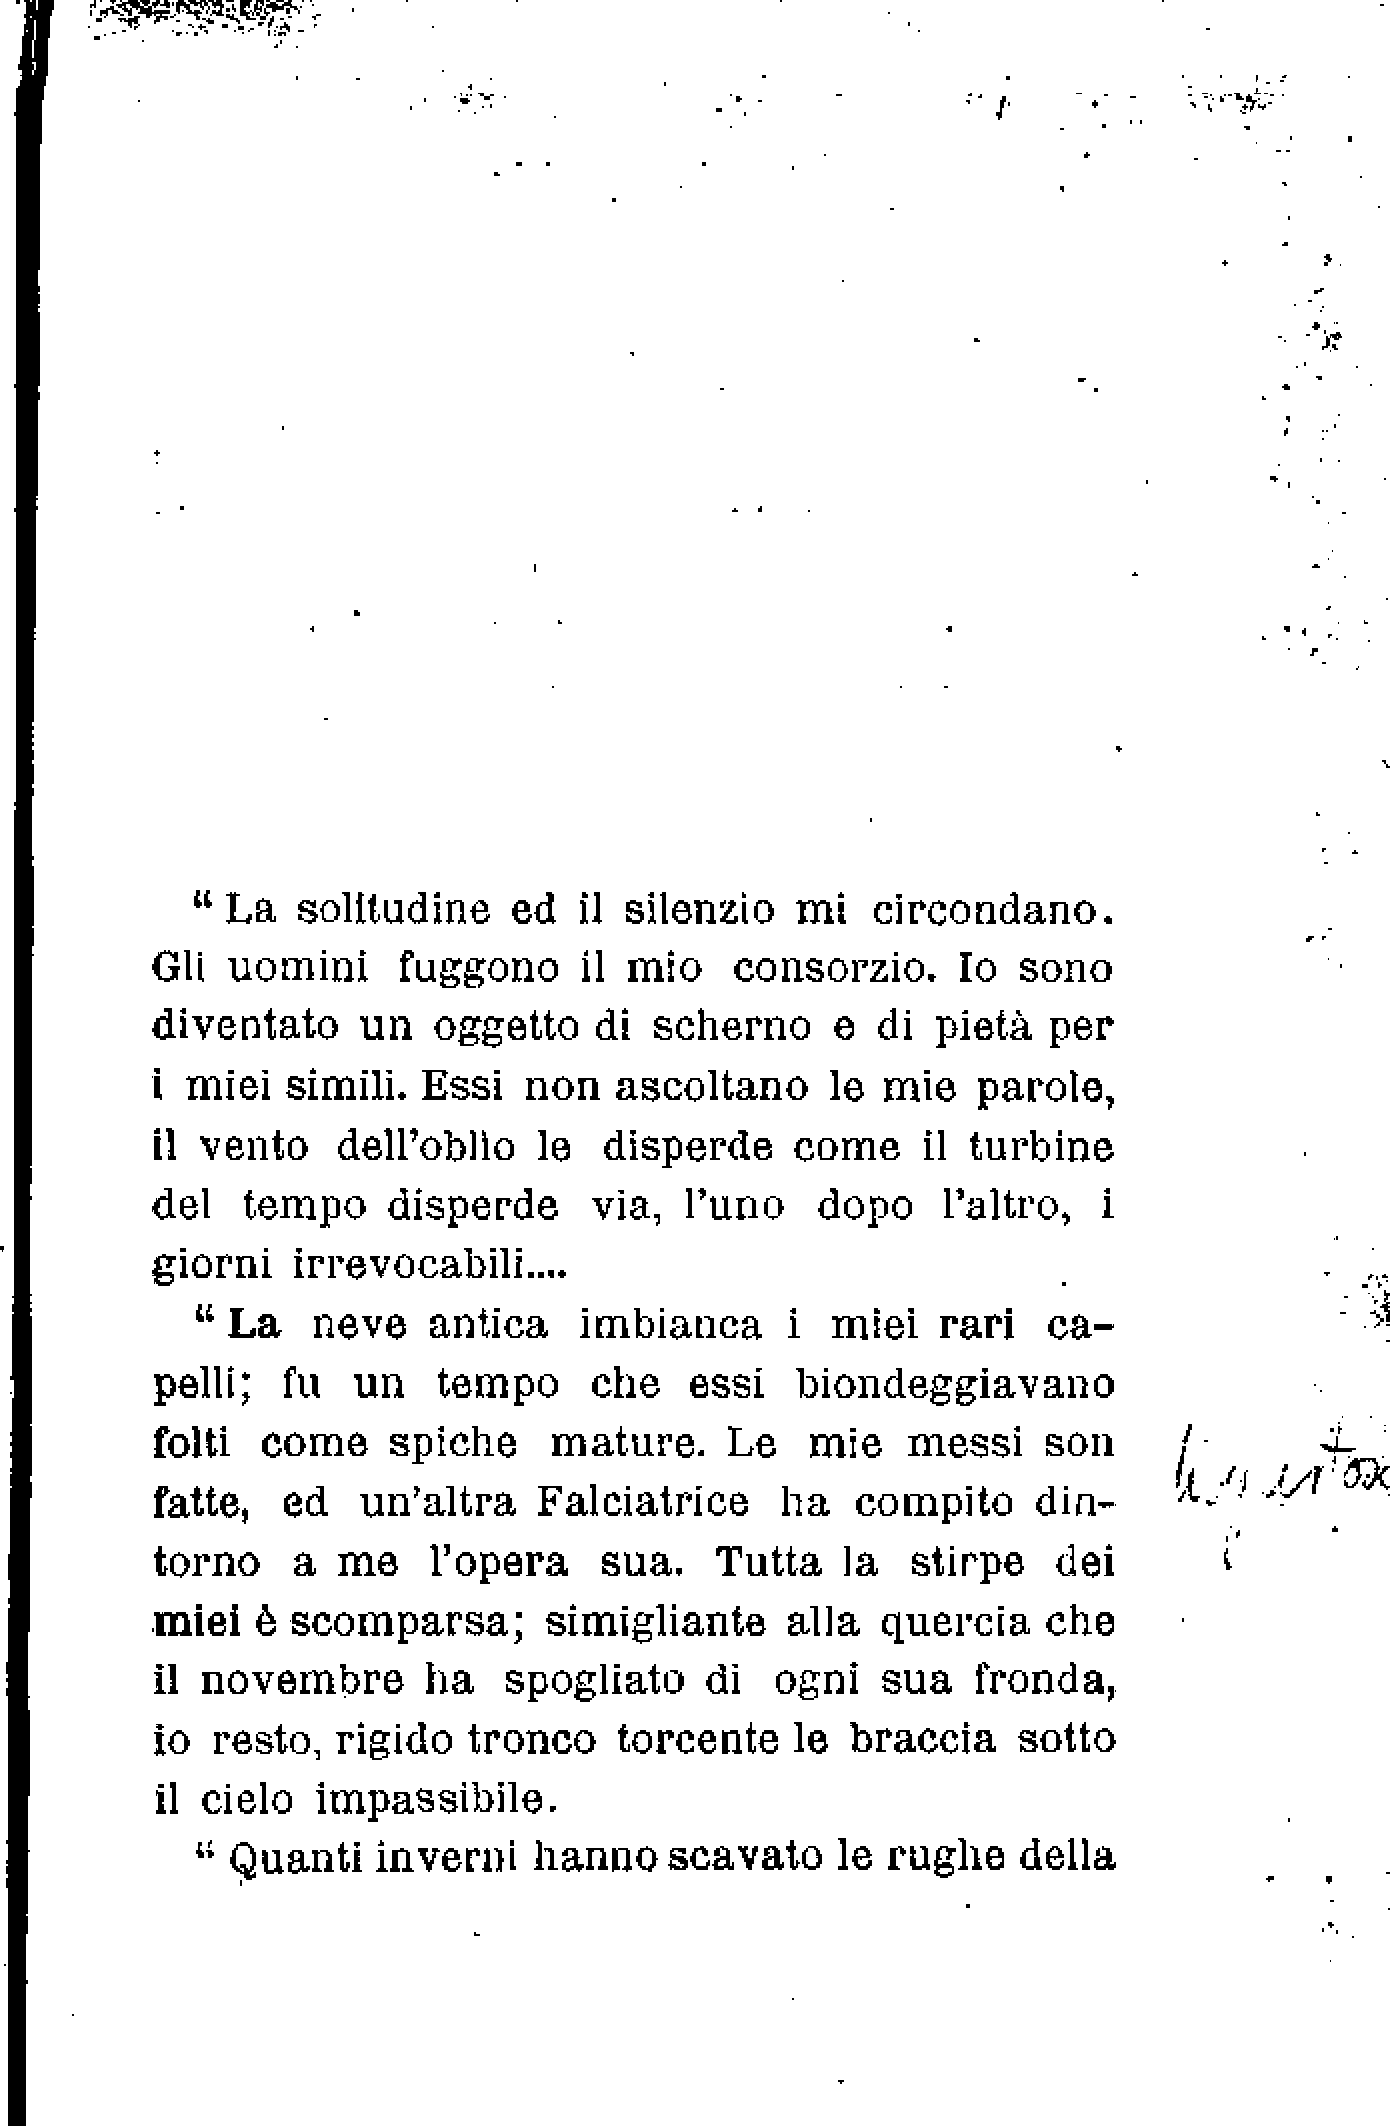 “ La solitudine ed il silenzio mi circondano.
Gli uomini fuggono il mio consorzio. Io sono
diventato un oggetto di scherno e di pietà per
i miei simili. Essi non ascoltano le mie parole,
il vento dell'oblìo le disperde come il turbine
del tempo disperde via, l'uno dopo l'altro, i
giorni irrevocabili....
“ La neve antica imbianca i miei rari ca-
pelli; fu un tempo che essi biondeggiavano
folti come spiche mature. Le mie messi son
fatte, ed un'altra Falciatrice ha compito din-
torno a me l'opera sua. Tutta la stirpe dei
miei è scomparsa; simigliante alla quercia che
il novembre ha spogliato di ogni sua fronda,
io resto, rigido tronco torcente le braccia sotto
il cielo impassibile.
“ Quanti inverni hanno scavato le rughe della